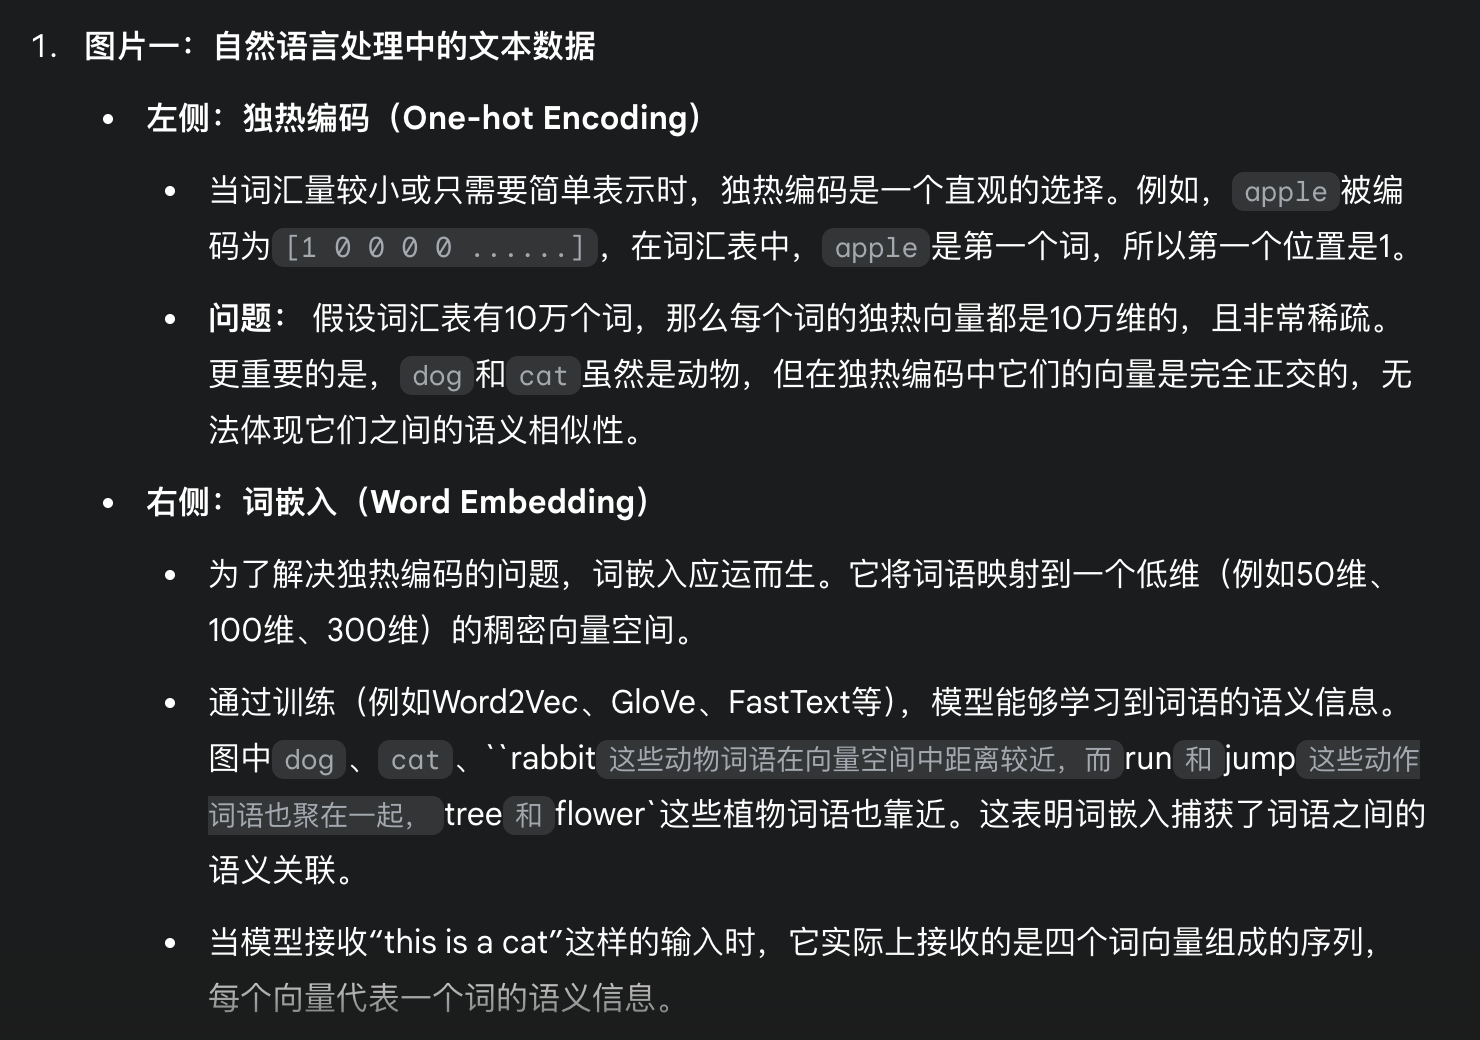 1. 图片一：自然语言处理中的文本数据
• 左侧：独热编码（One-hot Encoding）
• 当词汇量较小或只需要简单表示时，独热编码是一个直观的选择。例如， apple 被编
码为 [1 0 0 0 0 ......] ，在词汇表中， apple 是第一个词，所以第一个位置是1。
• 问题： 假设词汇表有10万个词，那么每个词的独热向量都是10万维的，且非常稀疏。
更重要的是， dog 和 cat 虽然是动物，但在独热编码中它们的向量是完全正交的，无
法体现它们之间的语义相似性。
• 右侧：词嵌入（Word Embedding）
• 为了解决独热编码的问题，词嵌入应运而生。它将词语映射到一个低维（例如50维、
100维、300维）的稠密向量空间。
• 通过训练（例如Word2Vec、GloVe、FastText等），模型能够学习到词语的语义信息。
图中 dog 、 cat 、``rabbit 这些动物词语在向量空间中距离较近，而 run 和 jump 这些动作
词语也聚在一起， tree 和 flower`这些植物词语也靠近。这表明词嵌入捕获了词语之间的
语义关联。
• 当模型接收“this is a cat”这样的输入时，它实际上接收的是四个词向量组成的序列，
每个向量代表一个词的语义信息。